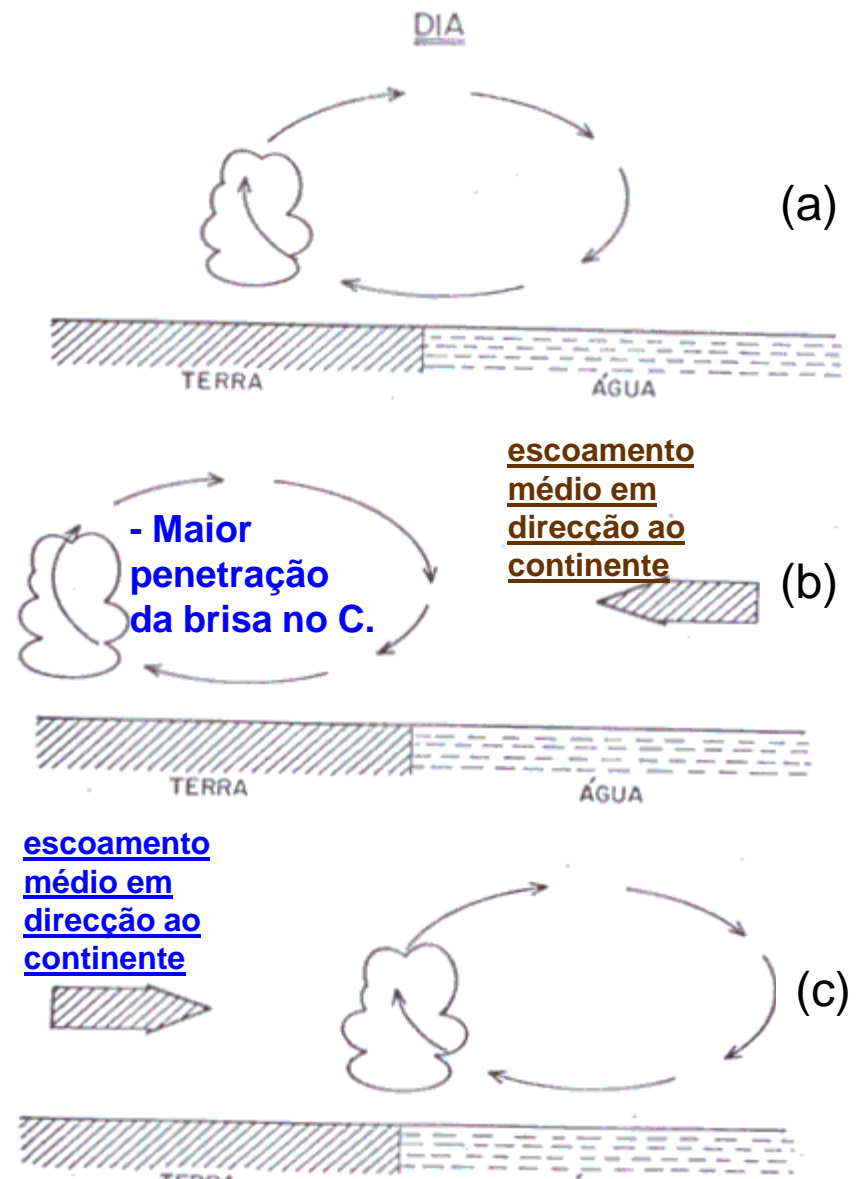 DIA
(a)
TERRA
ÁGUA
escoamento
médio em
direcção ao
continente
- Maior
penetração
da brisa no C.
(b)
TERRA
ÁGUA
escoamento
médio em
direcção ao
continente
(c)
TERRA